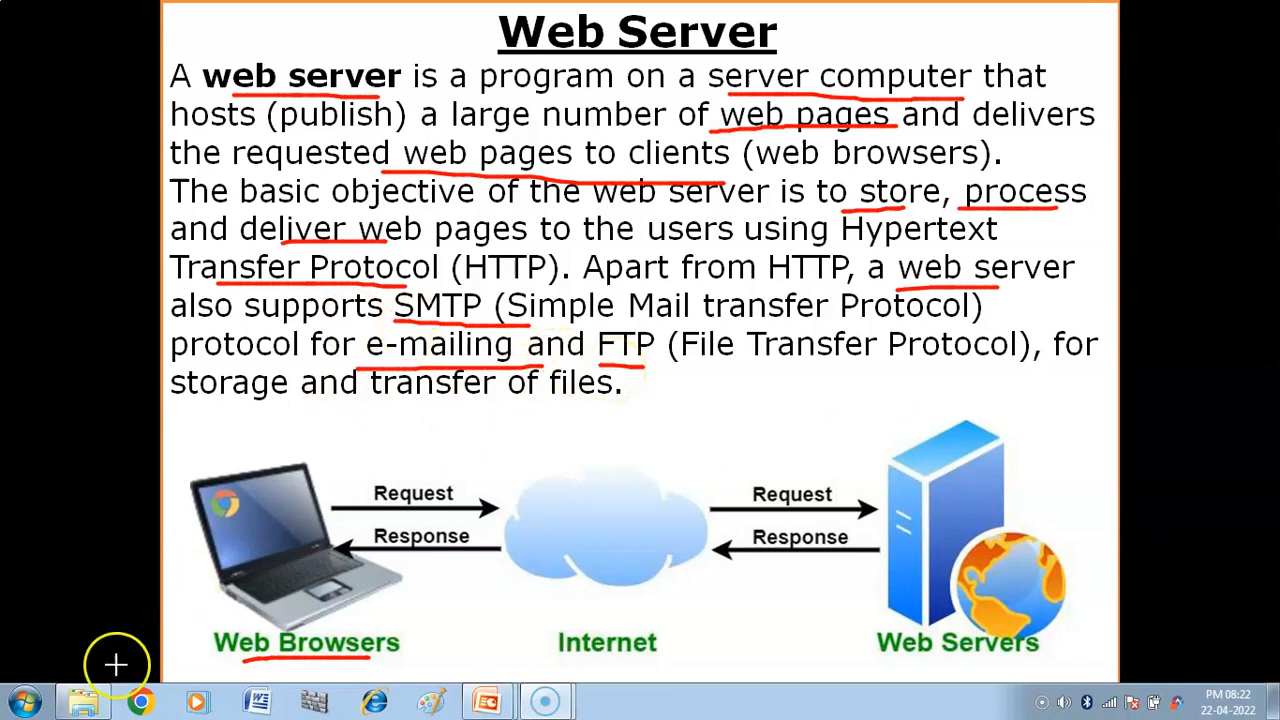 Web Server
A web server is a program on a server computer that
hosts (publish) a large number of web pages and delivers
the requested web pages to clients (web browsers).
The basic objective of the web server is to store, process
and deliver web pages to the users using Hypertext
Transfer Protocol (HTTP). Apart from HTTP, a web server
also supports SMTP (Simple Mail transfer Protocol)
protocol for e-mailing and FTP (File Transfer Protocol), for
storage and transfer of files.
Request
Response
Request
Response
Web Browsers
Internet
Web Servers
PM 08:22
22-04-2022